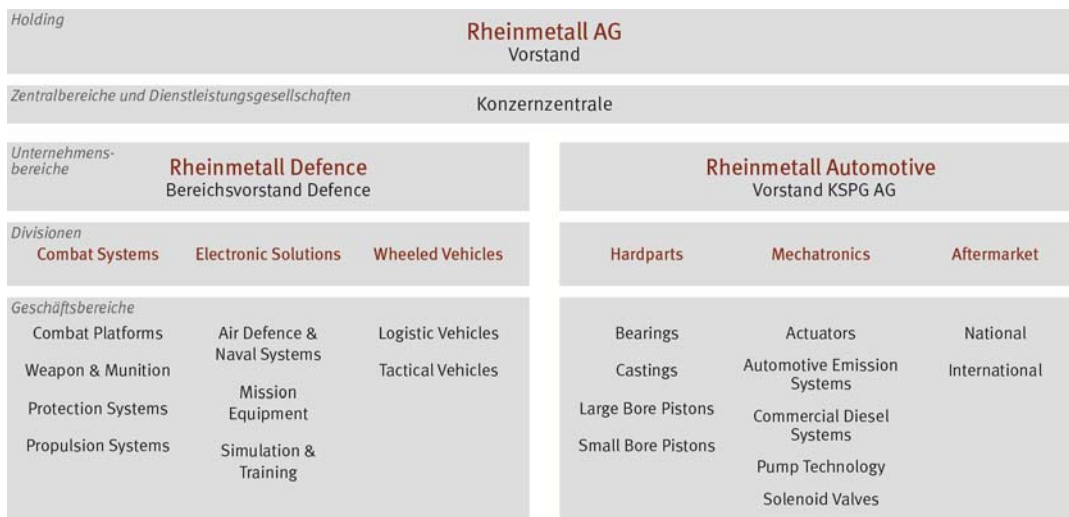 Holding
Rheinmetall AG
Vorstand
Zentralbereiche und Dienstleistungsgesellschaften
Konzernzentrale
Unternehmens-
bereiche
Rheinmetall Defence
Bereichsvorstand Defence
Rheinmetall Automotive
Vorstand KSPG AG
Divisionen
Combat Systems
Electronic Solutions
Wheeled Vehicles
Hardparts
Mechatronics
Aftermarket
Geschäftsbereiche
Combat Platforms
Weapon & Munition
Protection Systems
Propulsion Systems
Air Defence &
Naval Systems
Mission
Equipment
Simulation &
Training
Logistic Vehicles
Tactical Vehicles
Bearings
Castings
Large Bore Pistons
Small Bore Pistons
Actuators
Automotive Emission
Systems
Commercial Diesel
Systems
Pump Technology
Solenoid Valves
National
International